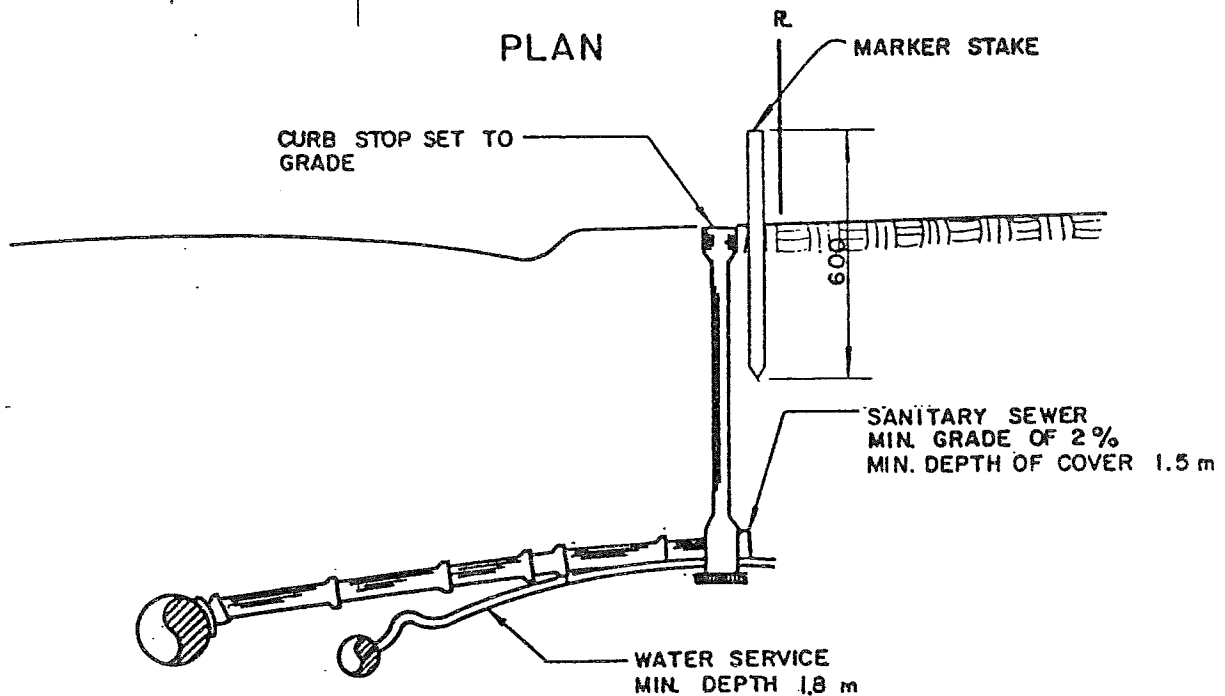 PLAN
R
MARKER STAKE
CURB STOP SET TO
GRADE
600
SANITARY SEWER
MIN. GRADE OF 2%
MIN. DEPTH OF COVER 1.5 m
WATER SERVICE
MIN. DEPTH 1.8 m